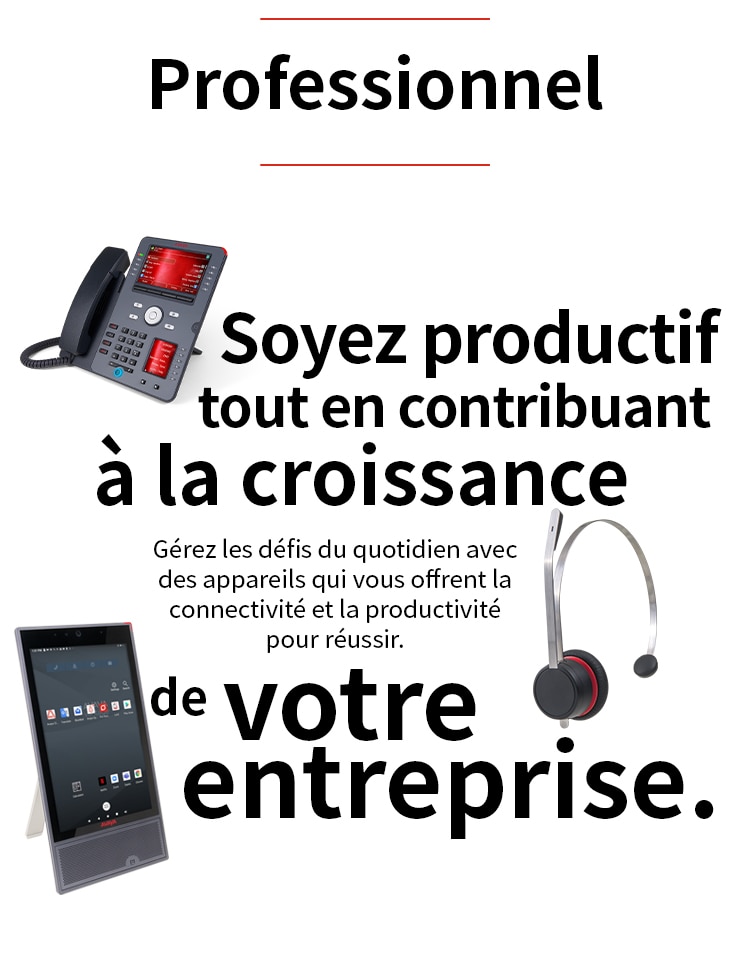 Professionnel
Soyez productif
tout en contribuant
à la croissance
Gérez les défis du quotidien avec
des appareils qui vous offrent la
connectivité et la productivité
pour réussir.
de votre
entreprise.
AVAYA